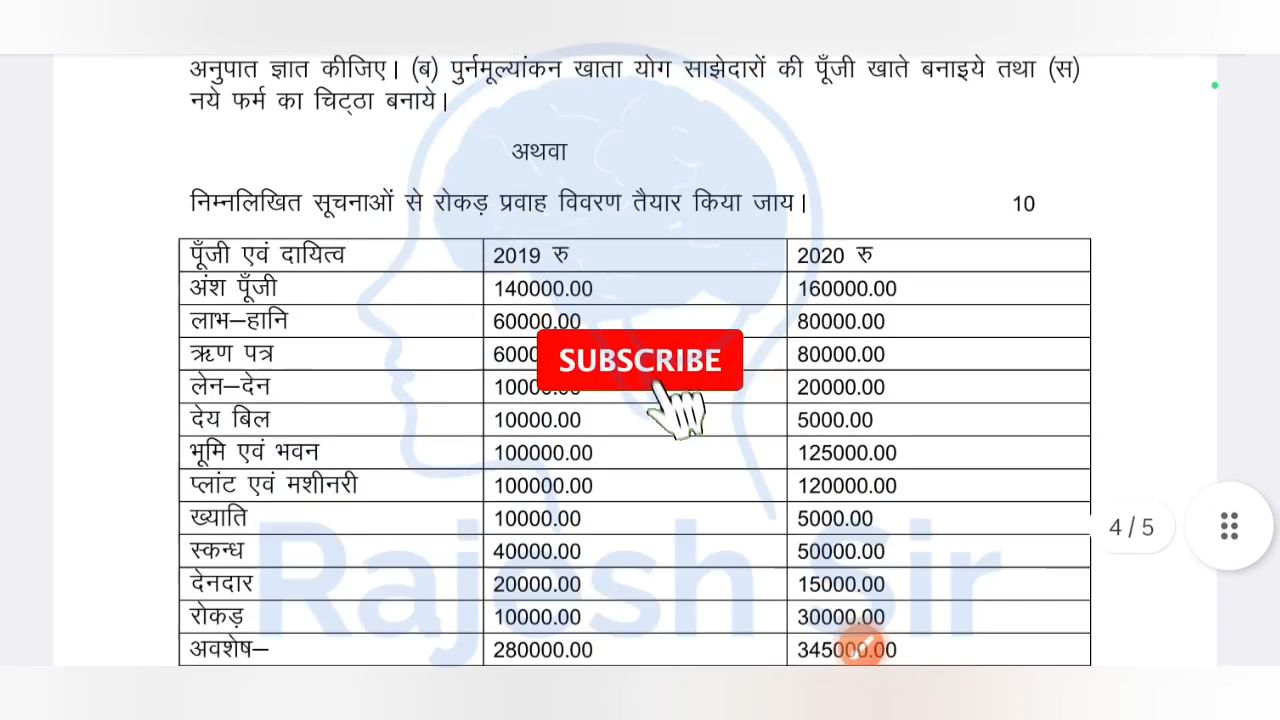 अनुपात ज्ञात कीजिए। (ब) पुर्नमूल्यांकन खाता योग साझेदारों की पूँजी खाते बनाइये तथा (स)
नये फर्म का चिट्ठा बनाये।
अथवा
निम्नलिखित सूचनाओं से रोकड़ प्रवाह विवरण तैयार किया जाय। 10
पूँजी एवं दायित्व 2019 रु 2020 रु
अंश पूँजी 140000.00 160000.00
लाभ–हानि 60000.00 80000.00
ऋण पत्र 80000.00
SUBSCRIBE
लेन–देन 20000.00
देय बिल 10000.00 5000.00
भूमि एवं भवन 100000.00 125000.00
प्लांट एवं मशीनरी 100000.00 120000.00
ख्याति 10000.00 5000.00
4 / 5
स्कन्ध 40000.00 50000.00
देनदार 20000.00 15000.00
Rajesh Sir
रोकड़ 10000.00 30000.00
अवशेष– 280000.00 345000.00